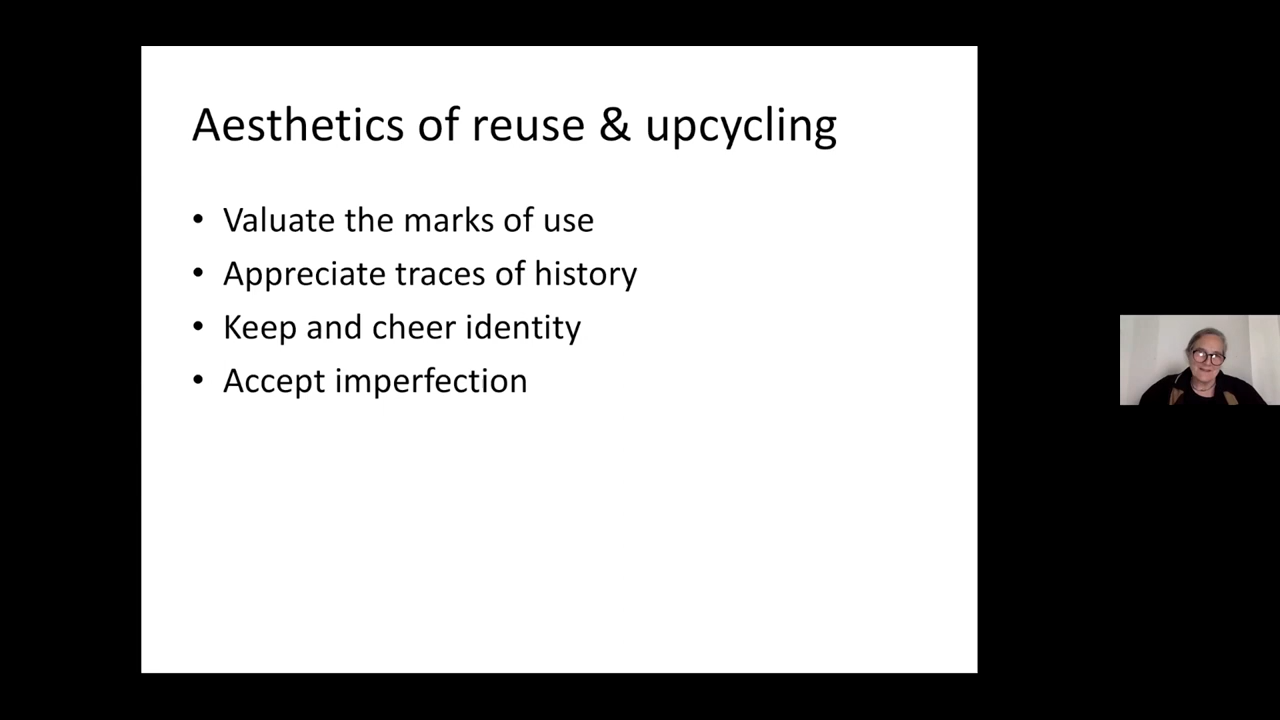 Aesthetics of reuse & upcycling
• Valuate the marks of use
• Appreciate traces of history
• Keep and cheer identity
• Accept imperfection